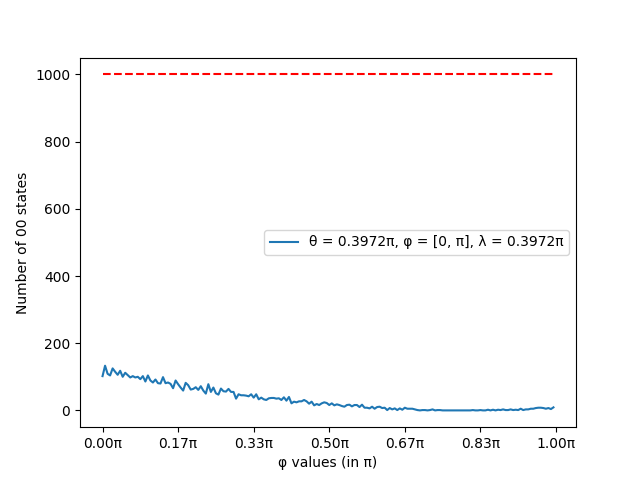 1000
800
600
400
200
0
Number of 00 states
θ = 0.3972π, φ = [0, π], λ = 0.3972π
0.00π 0.17π 0.33π 0.50π 0.67π 0.83π 1.00π
φ values (in π)